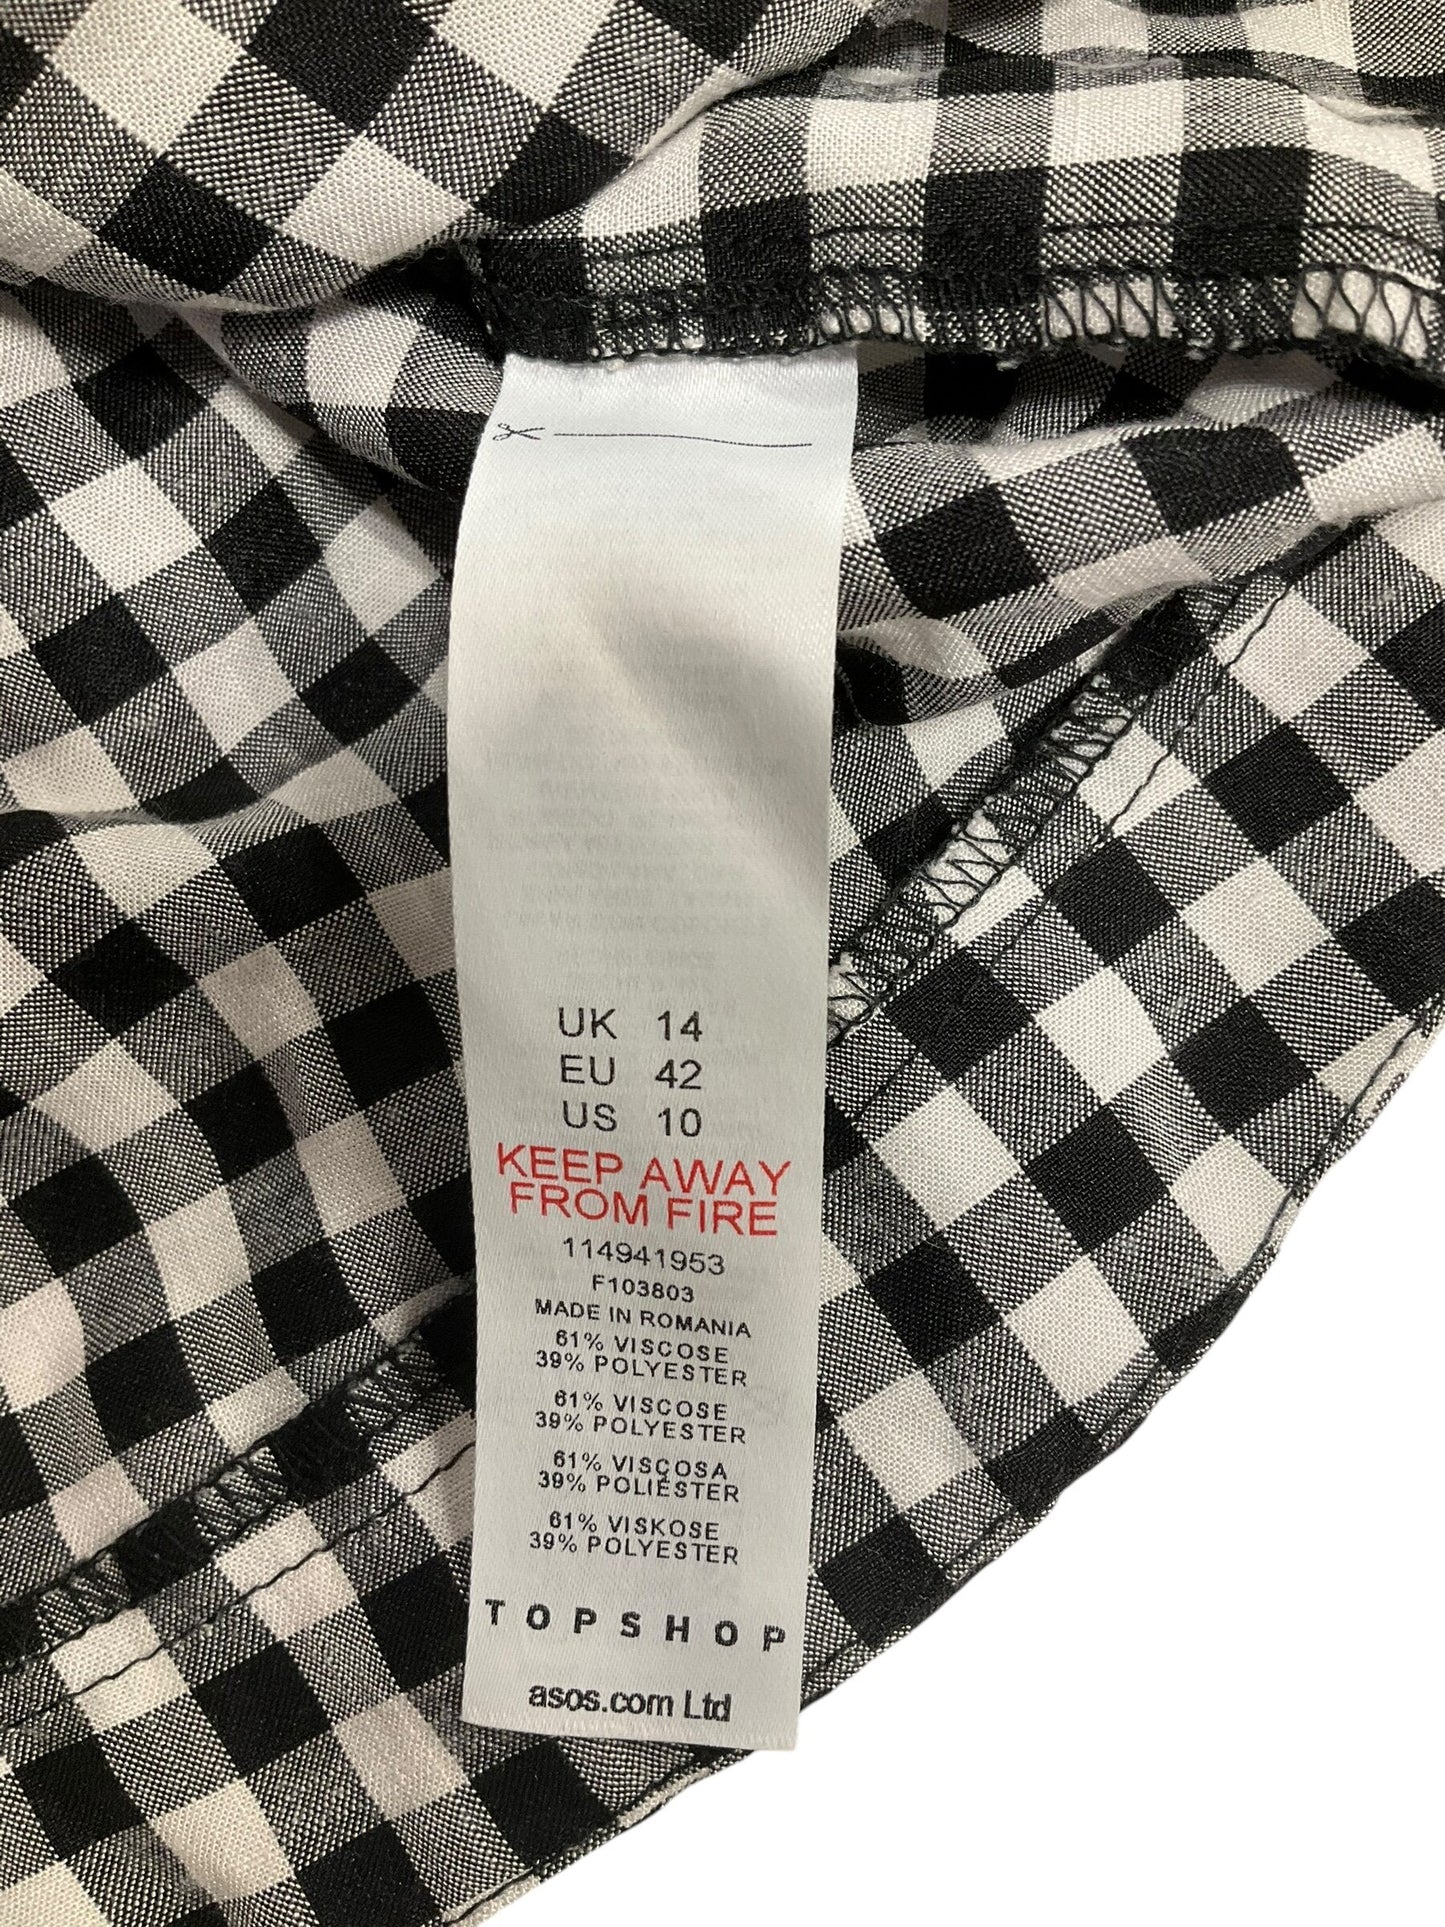 UK 14
EU 42
US 10
KEEP AWAY
FROM FIRE
114941953
F103803
MADE IN ROMANIA
61% VISCOSE
39% POLYESTER
61% VISCOSE
39% POLYESTER
61% VISCOSA
39% POLIÉSTER
61% VISKOSE
39% POLYESTER
TOPSHOP
asos.com Ltd